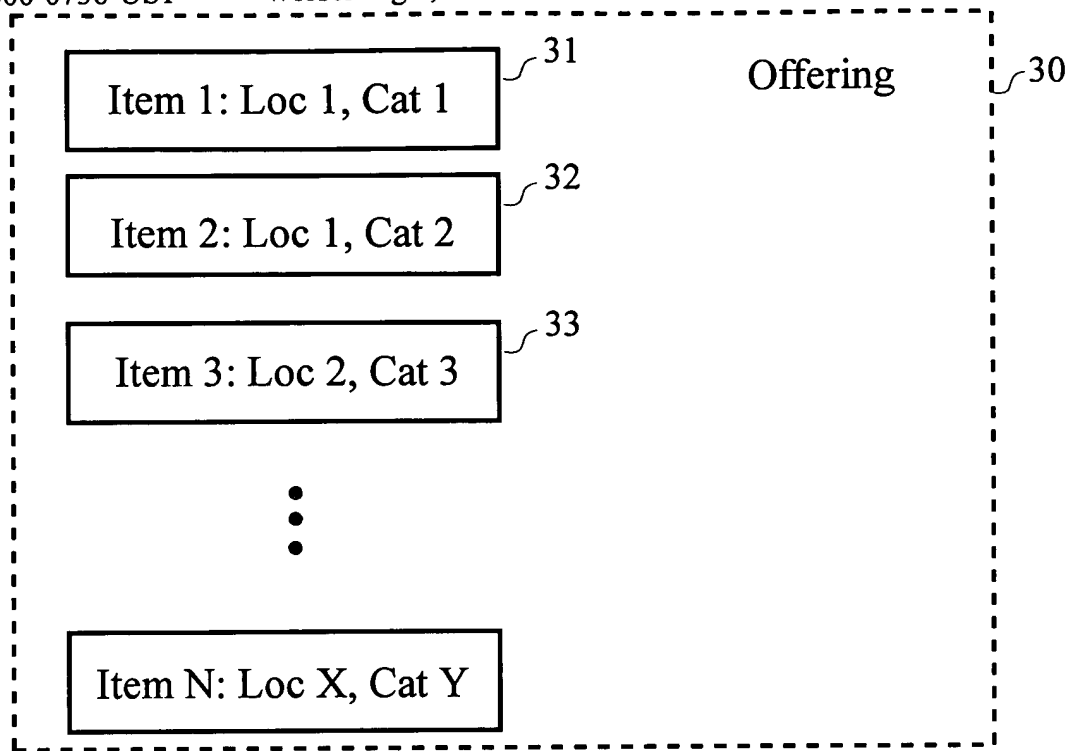 Offering
30
Item 1: Loc 1, Cat 1
31
Item 2: Loc 1, Cat 2
32
Item 3: Loc 2, Cat 3
33
Item N: Loc X, Cat Y